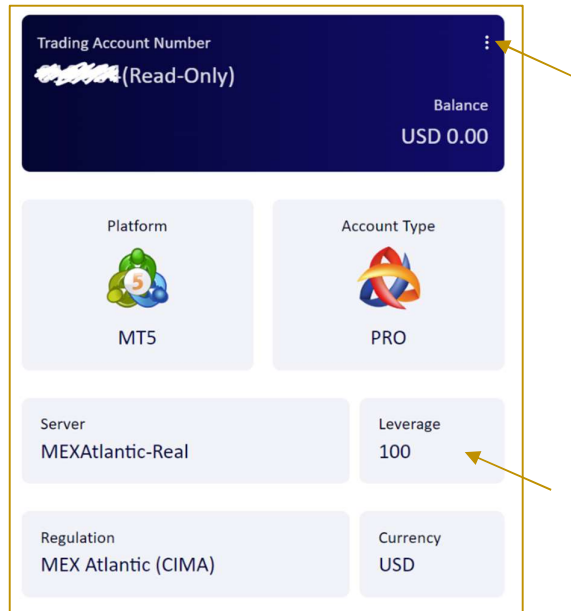 Trading Account Number
(Read-Only)
Balance
USD 0.00
Platform
Account Type
5
MT5
PRO
Server
Leverage
MEXAtlantic-Real
100
Regulation
Currency
MEX Atlantic (CIMA)
USD